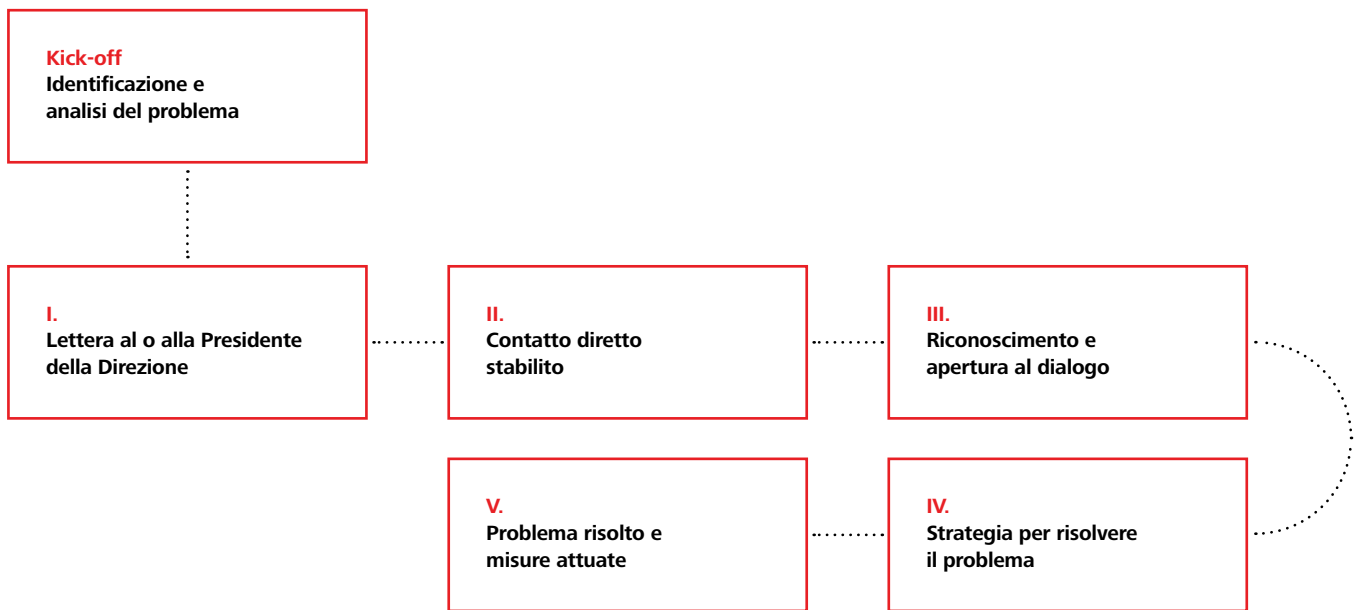 Kick-off
Identificazione e
analisi del problema
I.
Lettera al o alla Presidente
della Direzione
II.
Contatto diretto
stabilito
III.
Riconoscimento e
apertura al dialogo
IV.
Strategia per risolvere
il problema
V.
Problema risolto e
misure attuate